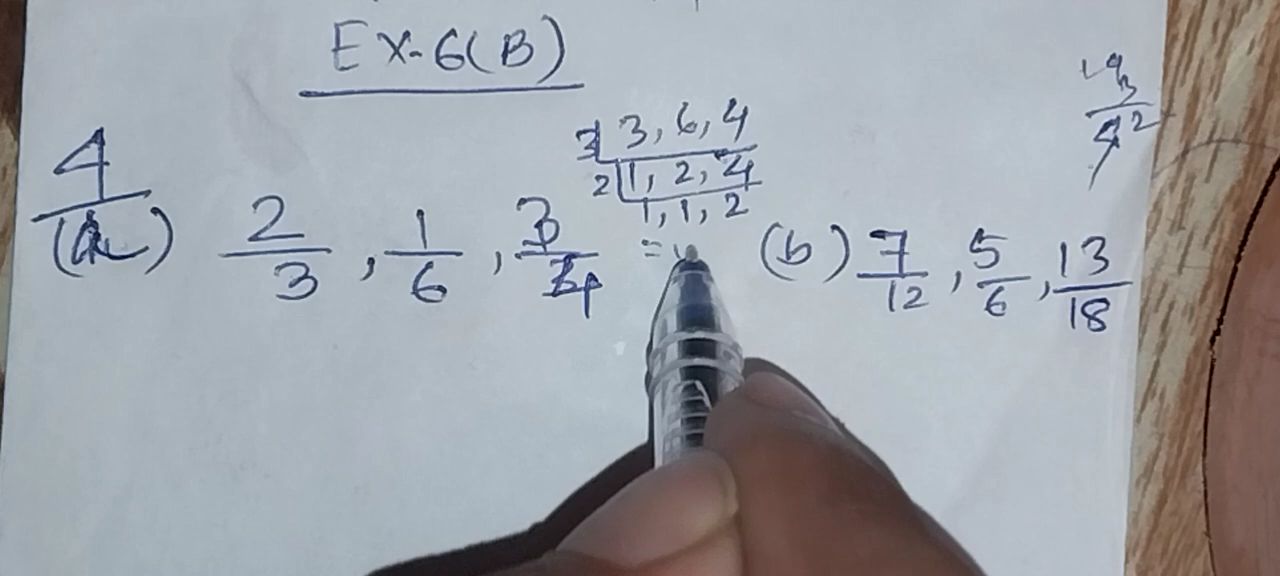 EX-6(B)
4
(a) 2/3, 1/6, 3/4
3 | 3, 6, 4
2 | 1, 2, 4
1, 1, 2
=
(b) 7/12, 5/6, 13/18